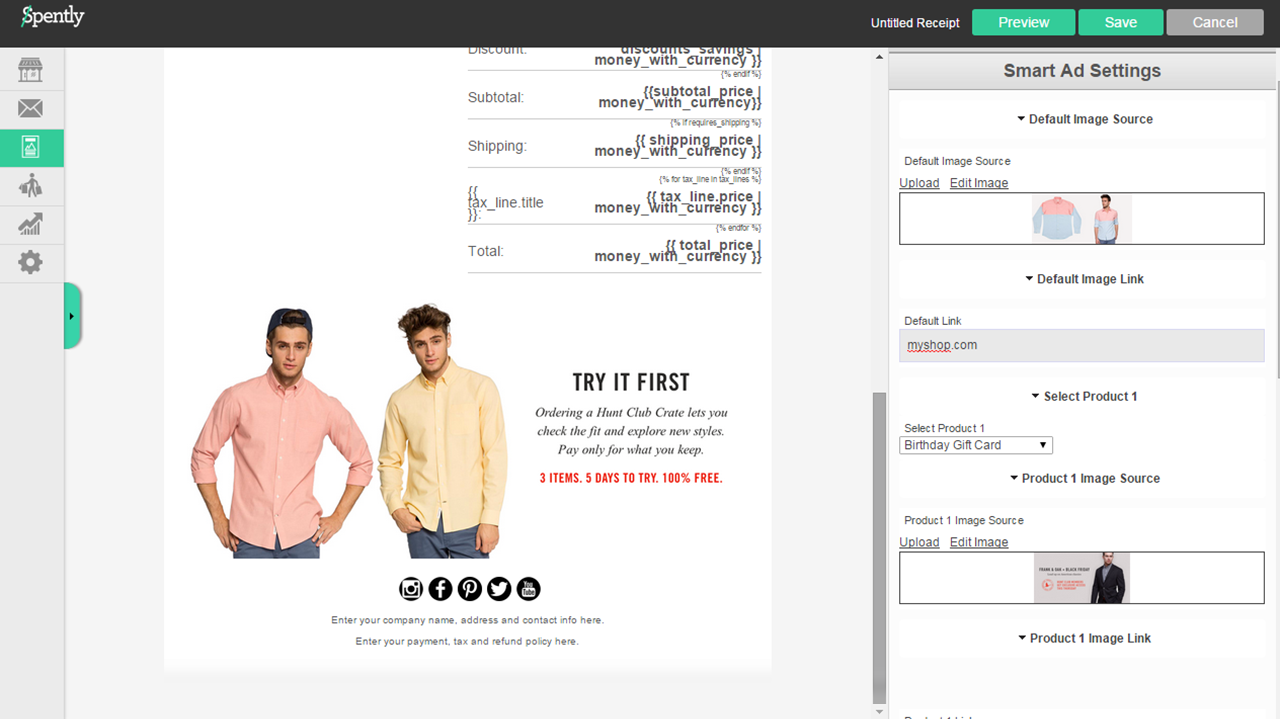 Spently
Untitled Receipt
Preview
Save
Cancel
Discount:
discounts_savings |
money_with_currency }}
{% endif %}
Subtotal:
{{subtotal_price |
money_with_currency}}
{% if requires_shipping %}
Shipping:
{{ shipping_price |
money_with_currency }}
{% endif %}
{% for tax_line in tax_lines %}
{{
tax_line.title
}}:
{{ tax_line.price |
money_with_currency }}
{% endfor %}
Total:
{{ total_price |
money_with_currency }}
TRY IT FIRST
Ordering a Hunt Club Crate lets you
check the fit and explore new styles.
Pay only for what you keep.
3 ITEMS. 5 DAYS TO TRY. 100% FREE.
You
Tube
Enter your company name, address and contact info here.
Enter your payment, tax and refund policy here.
Smart Ad Settings
Default Image Source
Default Image Source
Upload Edit Image
Default Image Link
Default Link
myshop.com
Select Product 1
Select Product 1
Birthday Gift Card
Product 1 Image Source
Product 1 Image Source
Upload Edit Image
FRANK & OAK + BLACK FRIDAY
Product 1 Image Link